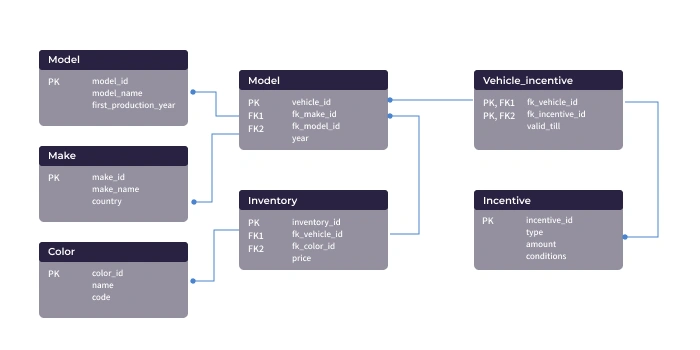 Model
PK model_id
model_name
first_production_year
Make
PK make_id
make_name
country
Color
PK color_id
name
code
Model
PK vehicle_id
FK1 fk_make_id
FK2 fk_model_id
year
Inventory
PK inventory_id
FK1 fk_vehicle_id
FK2 fk_color_id
price
Vehicle_incentive
PK, FK1 fk_vehicle_id
PK, FK2 fk_incentive_id
valid_till
Incentive
PK incentive_id
type
amount
conditions